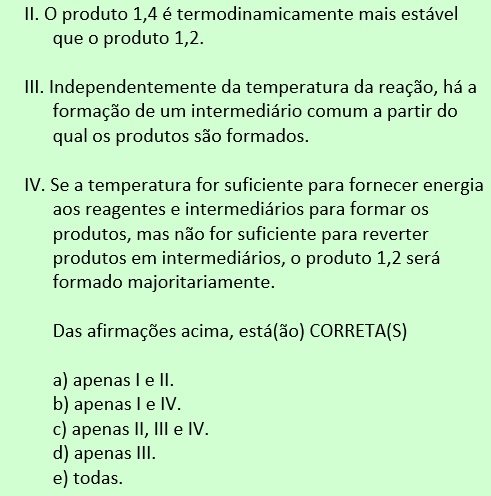 II. O produto 1,4 é termodinamicamente mais estável
que o produto 1,2.
III. Independentemente da temperatura da reação, há a
formação de um intermediário comum a partir do
qual os produtos são formados.
IV. Se a temperatura for suficiente para fornecer energia
aos reagentes e intermediários para formar os
produtos, mas não for suficiente para reverter
produtos em intermediários, o produto 1,2 será
formado majoritariamente.
Das afirmações acima, está(ão) CORRETA(S)
a) apenas I e II.
b) apenas I e IV.
c) apenas II, III e IV.
d) apenas III.
e) todas.